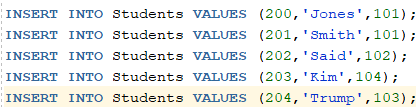 INSERT INTO Students VALUES (200,'Jones',101);
INSERT INTO Students VALUES (201,'Smith',101);
INSERT INTO Students VALUES (202,'Said',102);
INSERT INTO Students VALUES (203,'Kim',104);
INSERT INTO Students VALUES (204,'Trump',103);